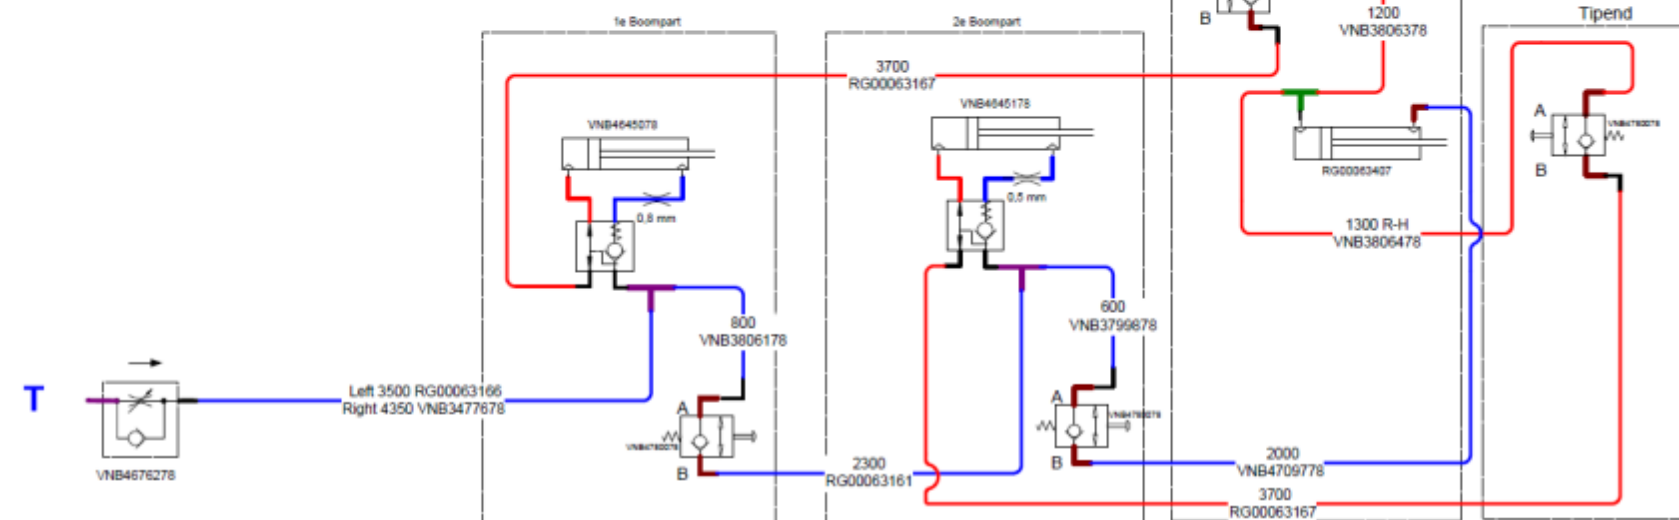 1e Boompart
2e Boompart
Tipend
B
1200
VNB3806378
3700
RG00063167
VNB4645078
VNB4645178
A
B
RG00063407
0,8 mm
0,5 mm
1300 R-H
VNB3806478
800
VNB3806178
600
VNB3799878
T
Left 3500 RG00063166
Right 4350 VNB3477678
VNB4676278
A
B
A
B
2300
RG00063161
2000
VNB4709778
3700
RG00063167